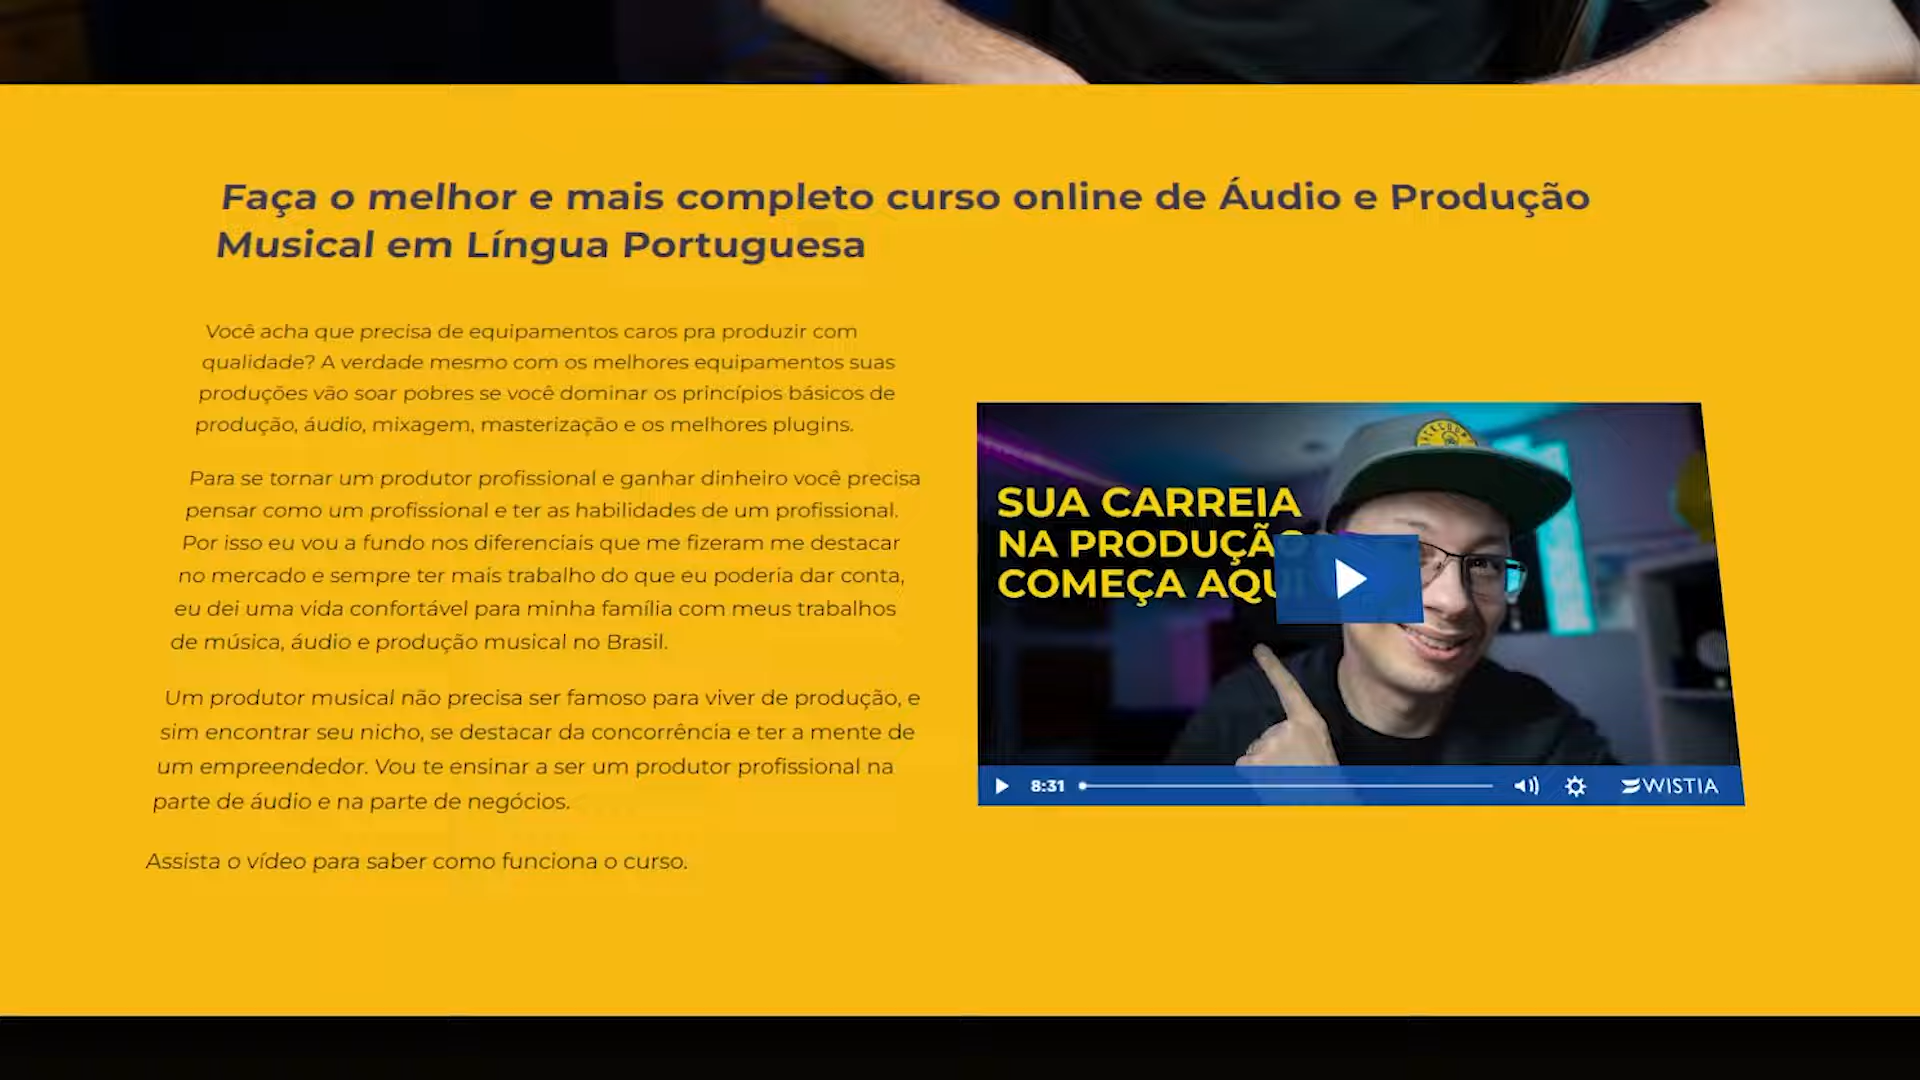 Faça o melhor e mais completo curso online de Áudio e Produção
Musical em Língua Portuguesa
Você acha que precisa de equipamentos caros pra produzir com
qualidade? A verdade mesmo com os melhores equipamentos suas
produções vão soar pobres se você dominar os princípios básicos de
produção, áudio, mixagem, masterização e os melhores plugins.
Para se tornar um produtor profissional e ganhar dinheiro você precisa
pensar como um profissional e ter as habilidades de um profissional.
Por isso eu vou a fundo nos diferenciais que me fizeram me destacar
no mercado e sempre ter mais trabalho do que eu poderia dar conta,
eu dei uma vida confortável para minha família com meus trabalhos
de música, áudio e produção musical no Brasil.
Um produtor musical não precisa ser famoso para viver de produção, e
sim encontrar seu nicho, se destacar da concorrência e ter a mente de
um empreendedor. Vou te ensinar a ser um produtor profissional na
parte de áudio e na parte de negócios.
Assista o vídeo para saber como funciona o curso.
SUA CARREIA
NA PRODUÇÃO
COMEÇA AQUI
8:31
WISTIA